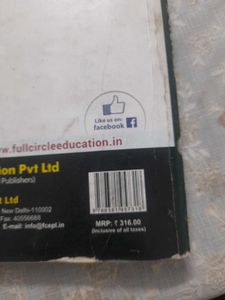 Like us on:
facebook f
www.fullcircleeducation.in
ion Pvt Ltd
Publishers)
t Ltd
New Delhi-110002
Fax: 40556688
E-mail: info@fcepl.in
MRP: ₹ 316.00
(Inclusive of all taxes)